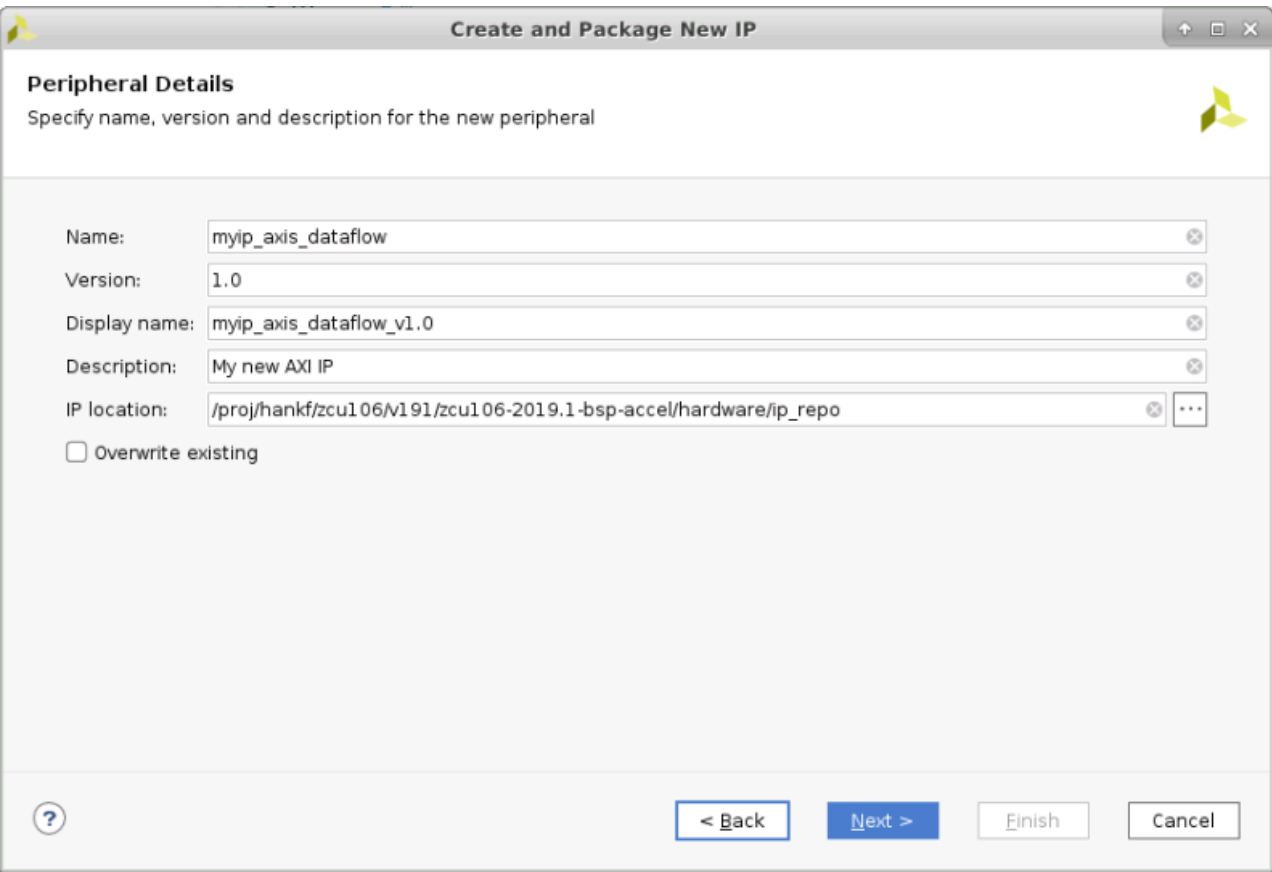 Create and Package New IP
Peripheral Details
Specify name, version and description for the new peripheral
Name: myip_axis_dataflow
Version: 1.0
Display name: myip_axis_dataflow_v1.0
Description: My new AXI IP
IP location: /proj/hankf/zcu106/v191/zcu106-2019.1-bsp-accel/hardware/ip_repo ...
Overwrite existing
? < Back Next > Finish Cancel